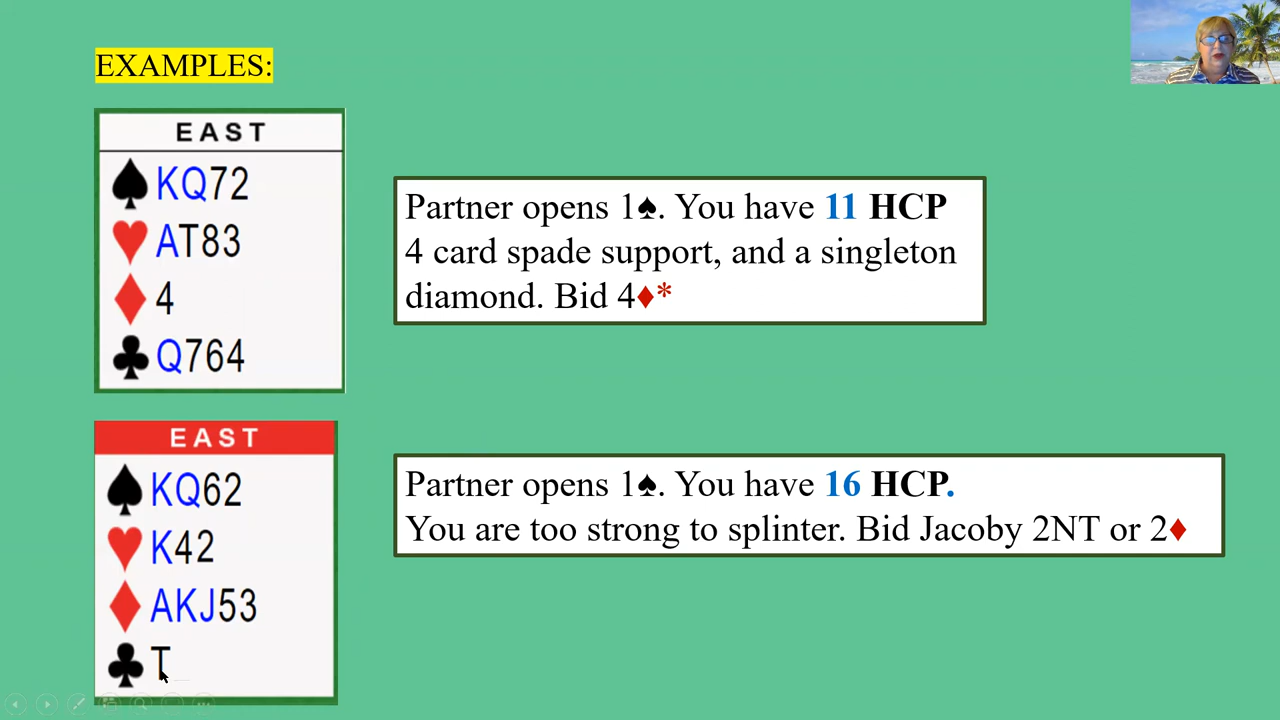 EXAMPLES:
EAST
♠ KQ72
♥ AT83
♦ 4
♣ Q764
Partner opens 1♠. You have 11 HCP
4 card spade support, and a singleton
diamond. Bid 4♦*
EAST
♠ KQ62
♥ K42
♦ AKJ53
♣ T
Partner opens 1♠. You have 16 HCP.
You are too strong to splinter. Bid Jacoby 2NT or 2♦